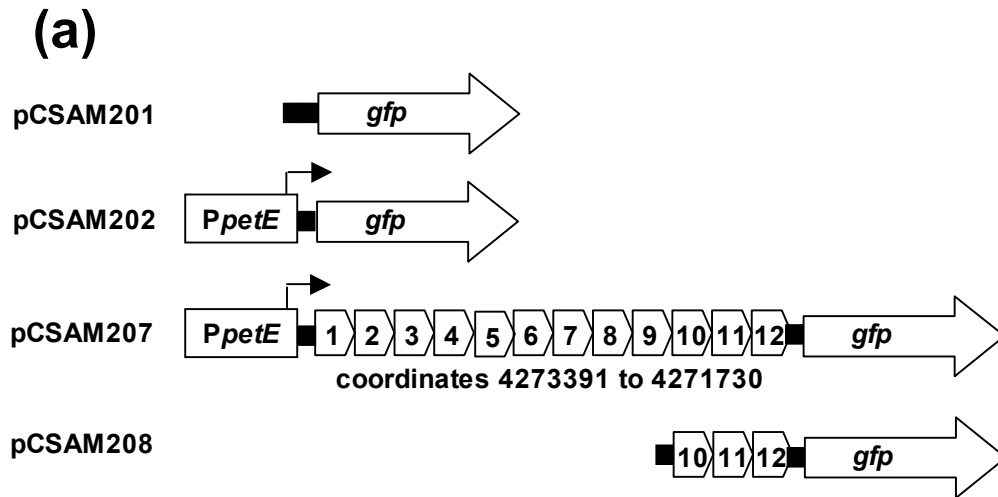 (a)
pCSAM201 gfp
pCSAM202 PpetE gfp
pCSAM207 PpetE 1 2 3 4 5 6 7 8 9 10 11 12 gfp
coordinates 4273391 to 4271730
pCSAM208 10 11 12 gfp